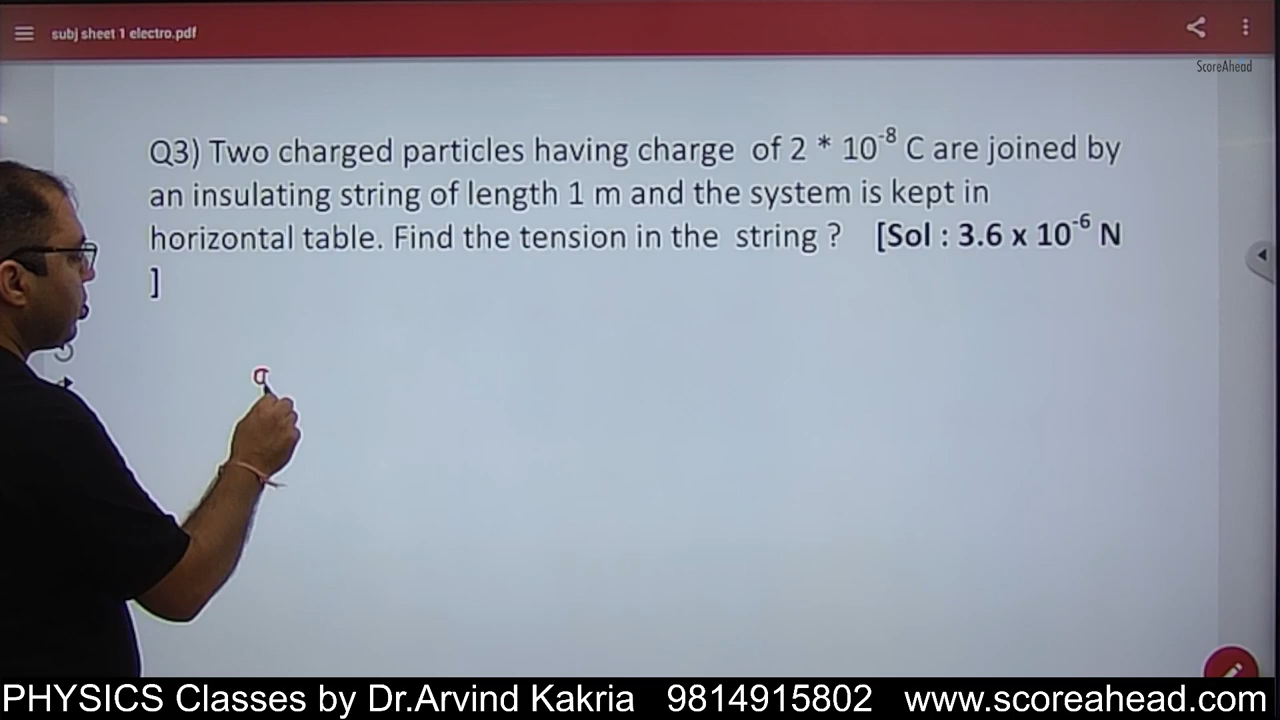 subj sheet 1 electro.pdf
ScoreAhead
Q3) Two charged particles having charge of 2 * 10⁻⁸ C are joined by
an insulating string of length 1 m and the system is kept in
horizontal table. Find the tension in the string ? [Sol : 3.6 x 10⁻⁶ N
]
PHYSICS Classes by Dr.Arvind Kakria 9814915802 www.scoreahead.com